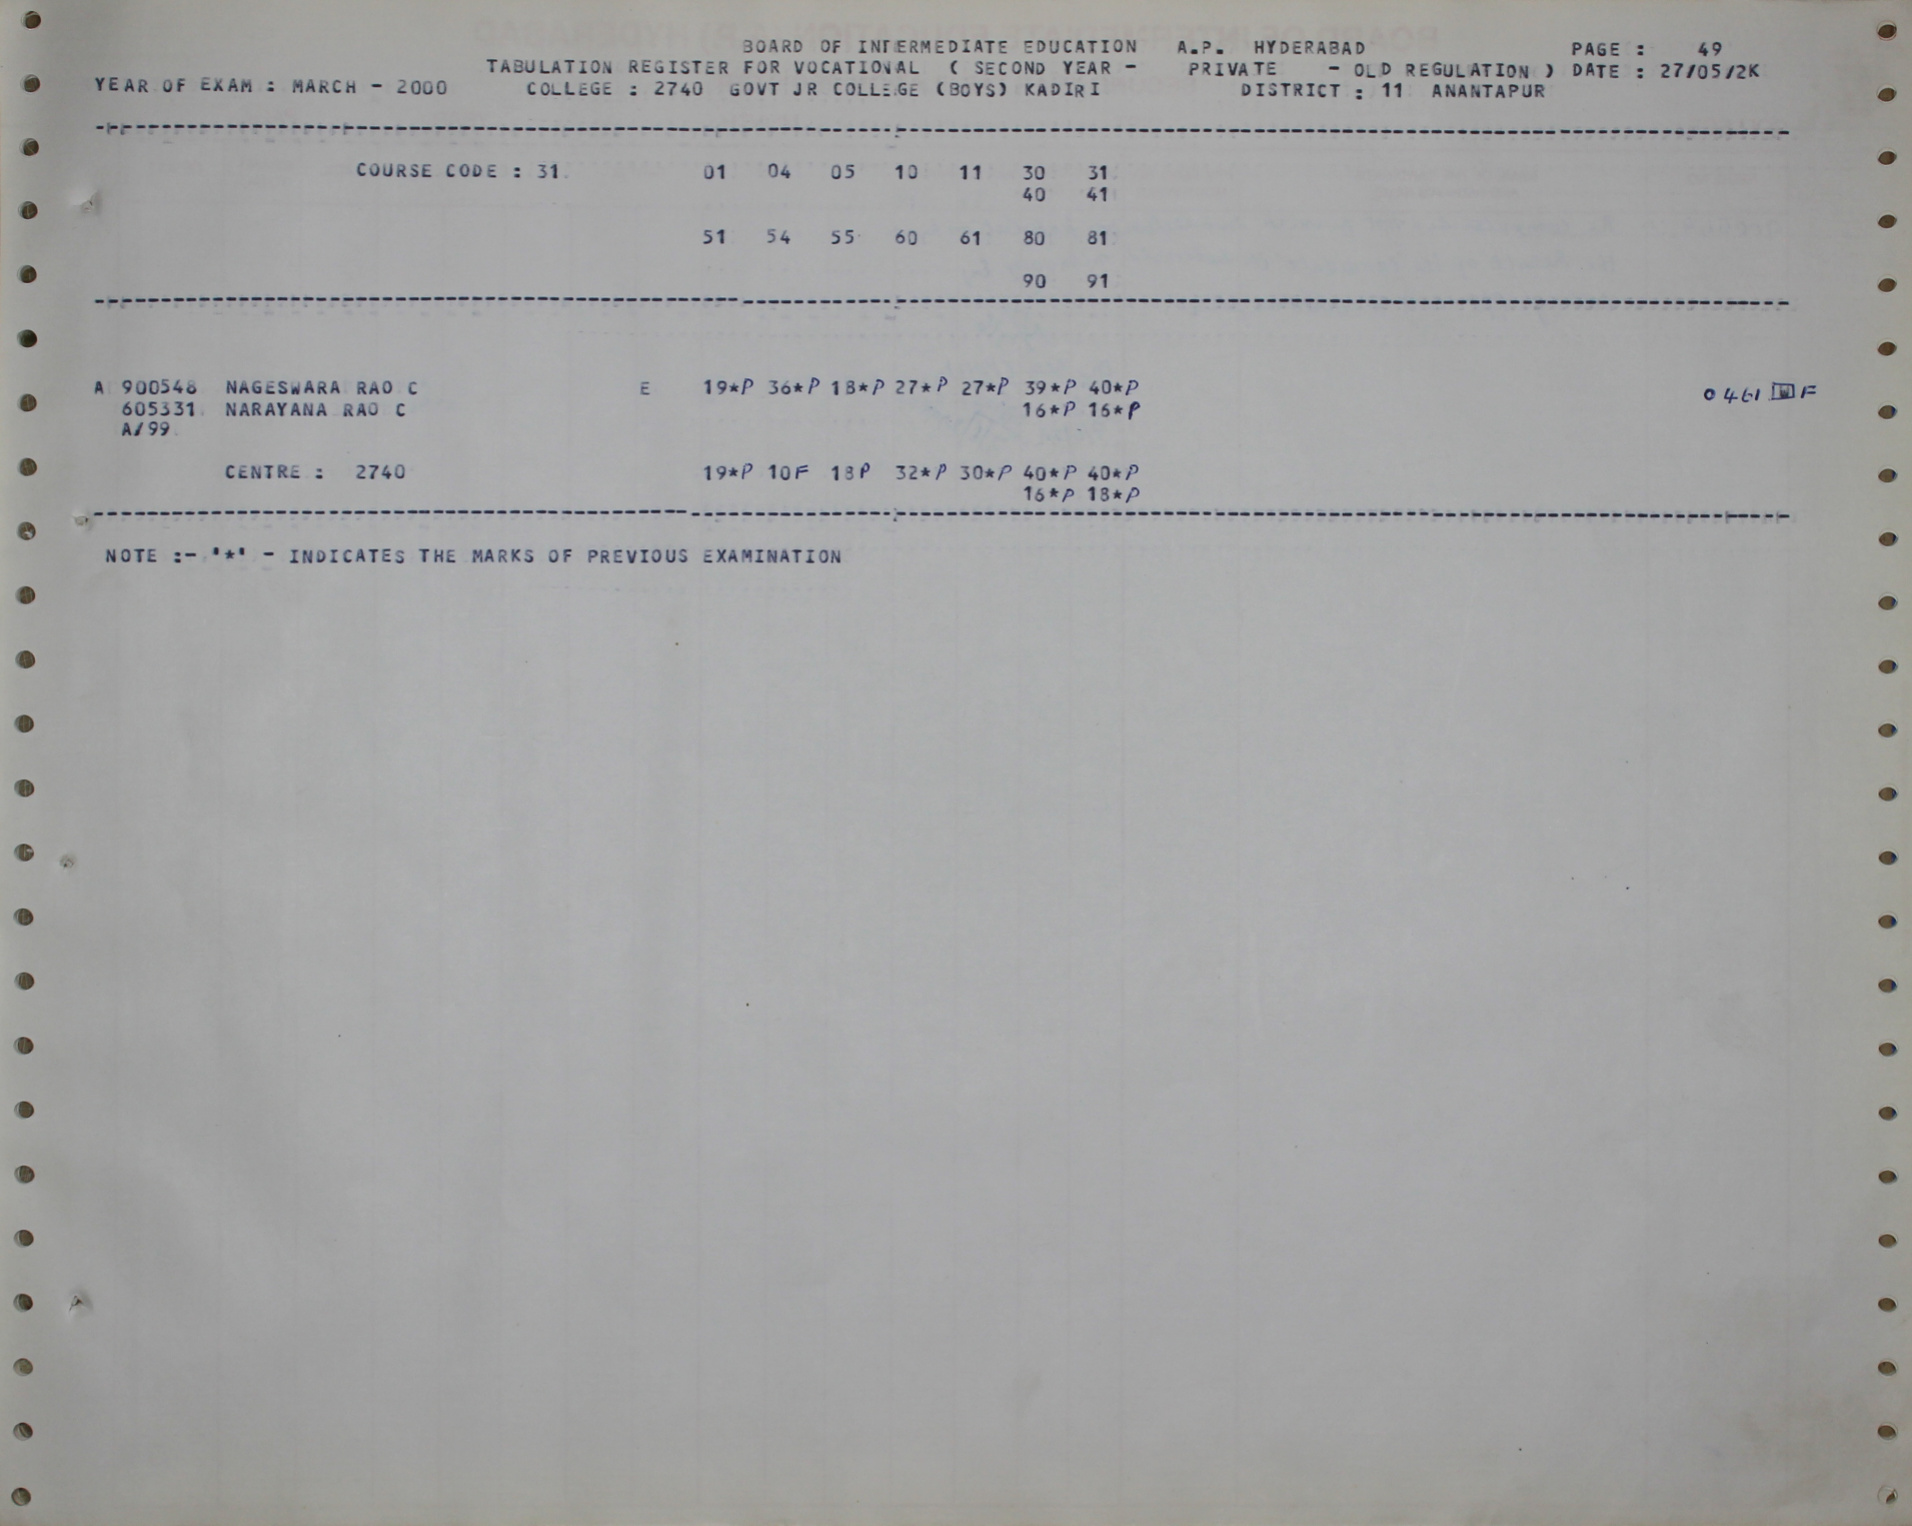 BOARD OF INTERMEDIATE EDUCATION A.P. HYDERABAD PAGE : 49
TABULATION REGISTER FOR VOCATIONAL ( SECOND YEAR - PRIVATE - OLD REGULATION ) DATE : 27/05/2K
YEAR OF EXAM : MARCH - 2000 COLLEGE : 2740 GOVT JR COLLEGE (BOYS) KADIRI DISTRICT : 11 ANANTAPUR
COURSE CODE : 31 01 04 05 10 11 30 31
40 41
51 54 55 60 61 80 81
90 91
A 900548 NAGESWARA RAO C E 19*P 36*P 18*P 27*P 27*P 39*P 40*P 0461 F
605331 NARAYANA RAO C 16*P 16*P
A/99
CENTRE : 2740 19*P 10F 18P 32*P 30*P 40*P 40*P
16*P 18*P
NOTE :- '*' - INDICATES THE MARKS OF PREVIOUS EXAMINATION